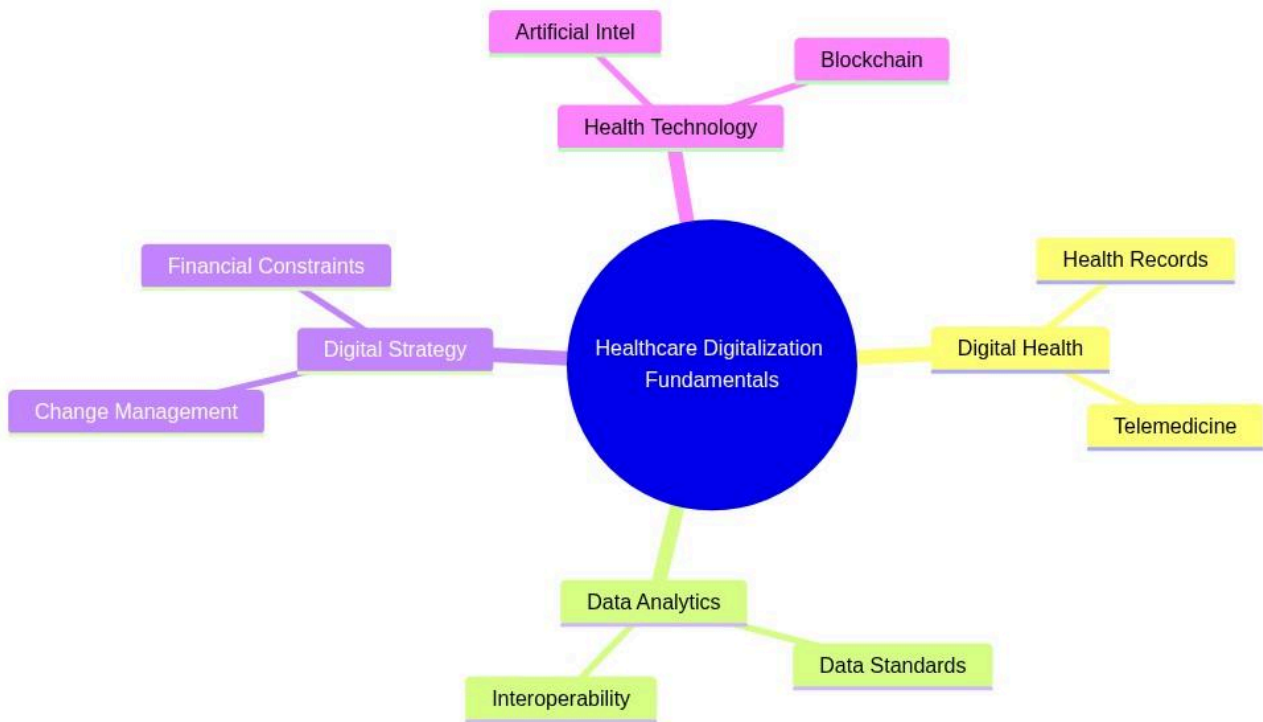 Artificial Intel
Blockchain
Health Technology
Financial Constraints
Health Records
Digital Strategy
Healthcare Digitalization
Fundamentals
Digital Health
Change Management
Telemedicine
Data Analytics
Data Standards
Interoperability